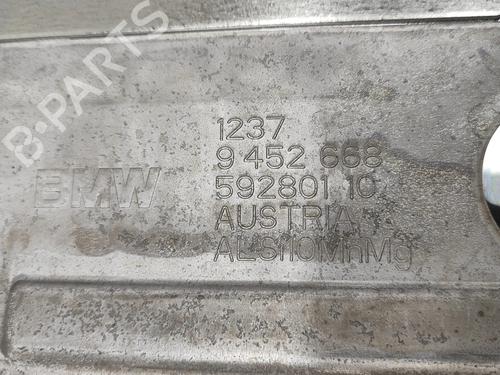 B-PARTS
1237
9 452 668
BMW
592801 10
AUSTRIA
ALSi10MnMg